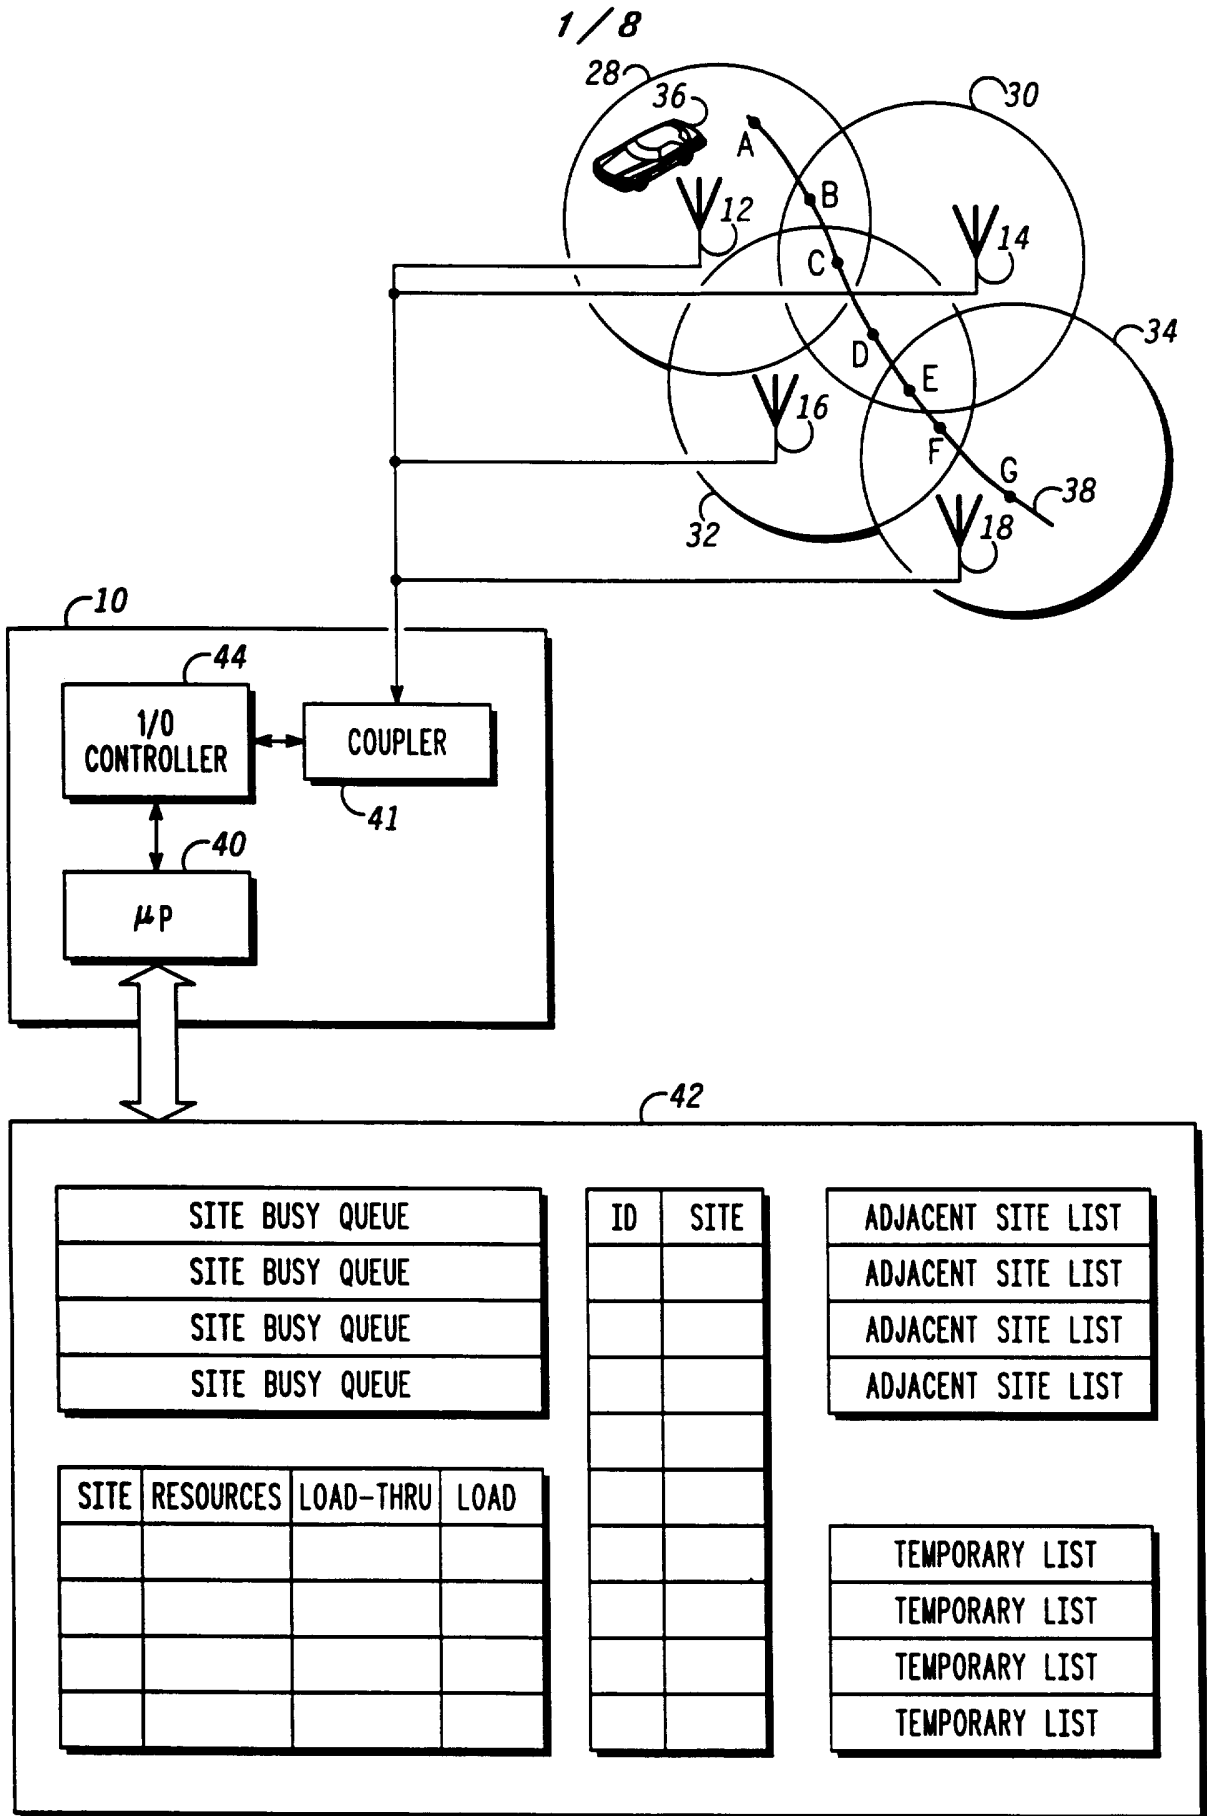 1/8
28
36
30
A
B
12
14
C
34
D
E
16
F
G
38
32
18
10
44
1/0
CONTROLLER
COUPLER
41
40
μP
42
SITE BUSY QUEUE
SITE BUSY QUEUE
SITE BUSY QUEUE
SITE BUSY QUEUE
ID SITE
ADJACENT SITE LIST
ADJACENT SITE LIST
ADJACENT SITE LIST
ADJACENT SITE LIST
SITE RESOURCES LOAD-THRU LOAD
TEMPORARY LIST
TEMPORARY LIST
TEMPORARY LIST
TEMPORARY LIST